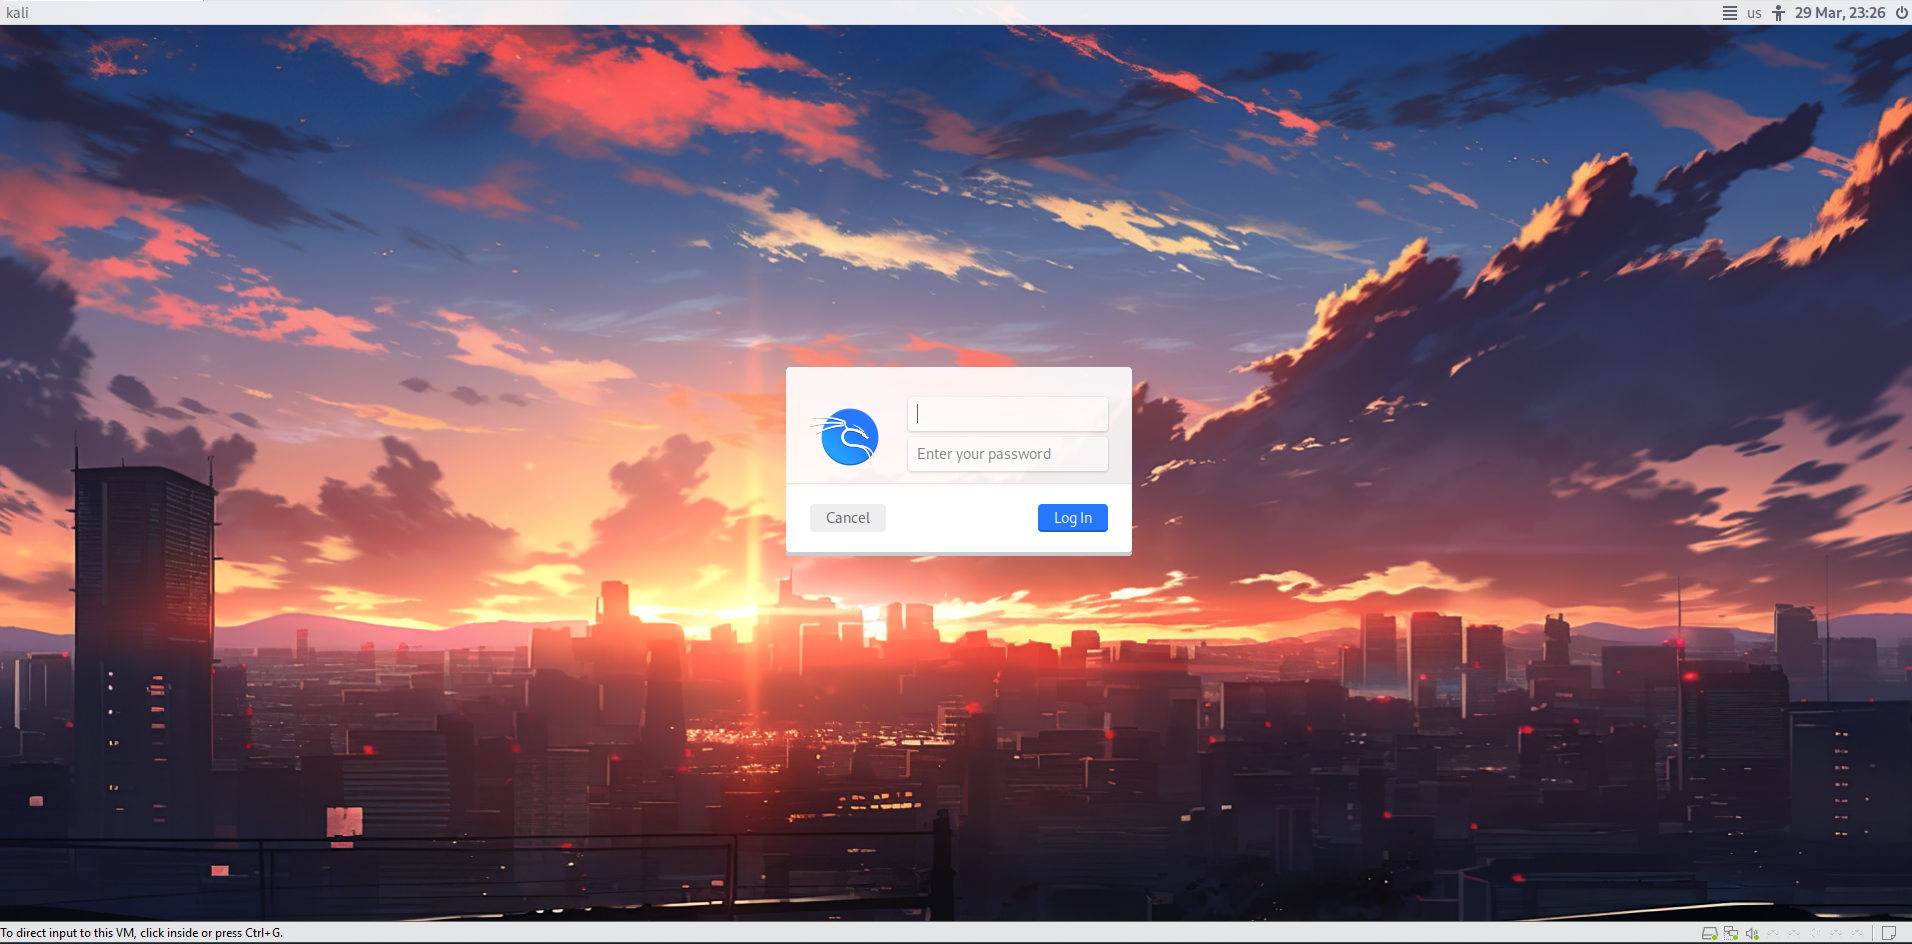 kali
us
29 Mar, 23:26
Enter your password
Cancel
Log In
To direct input to this VM, click inside or press Ctrl+G.